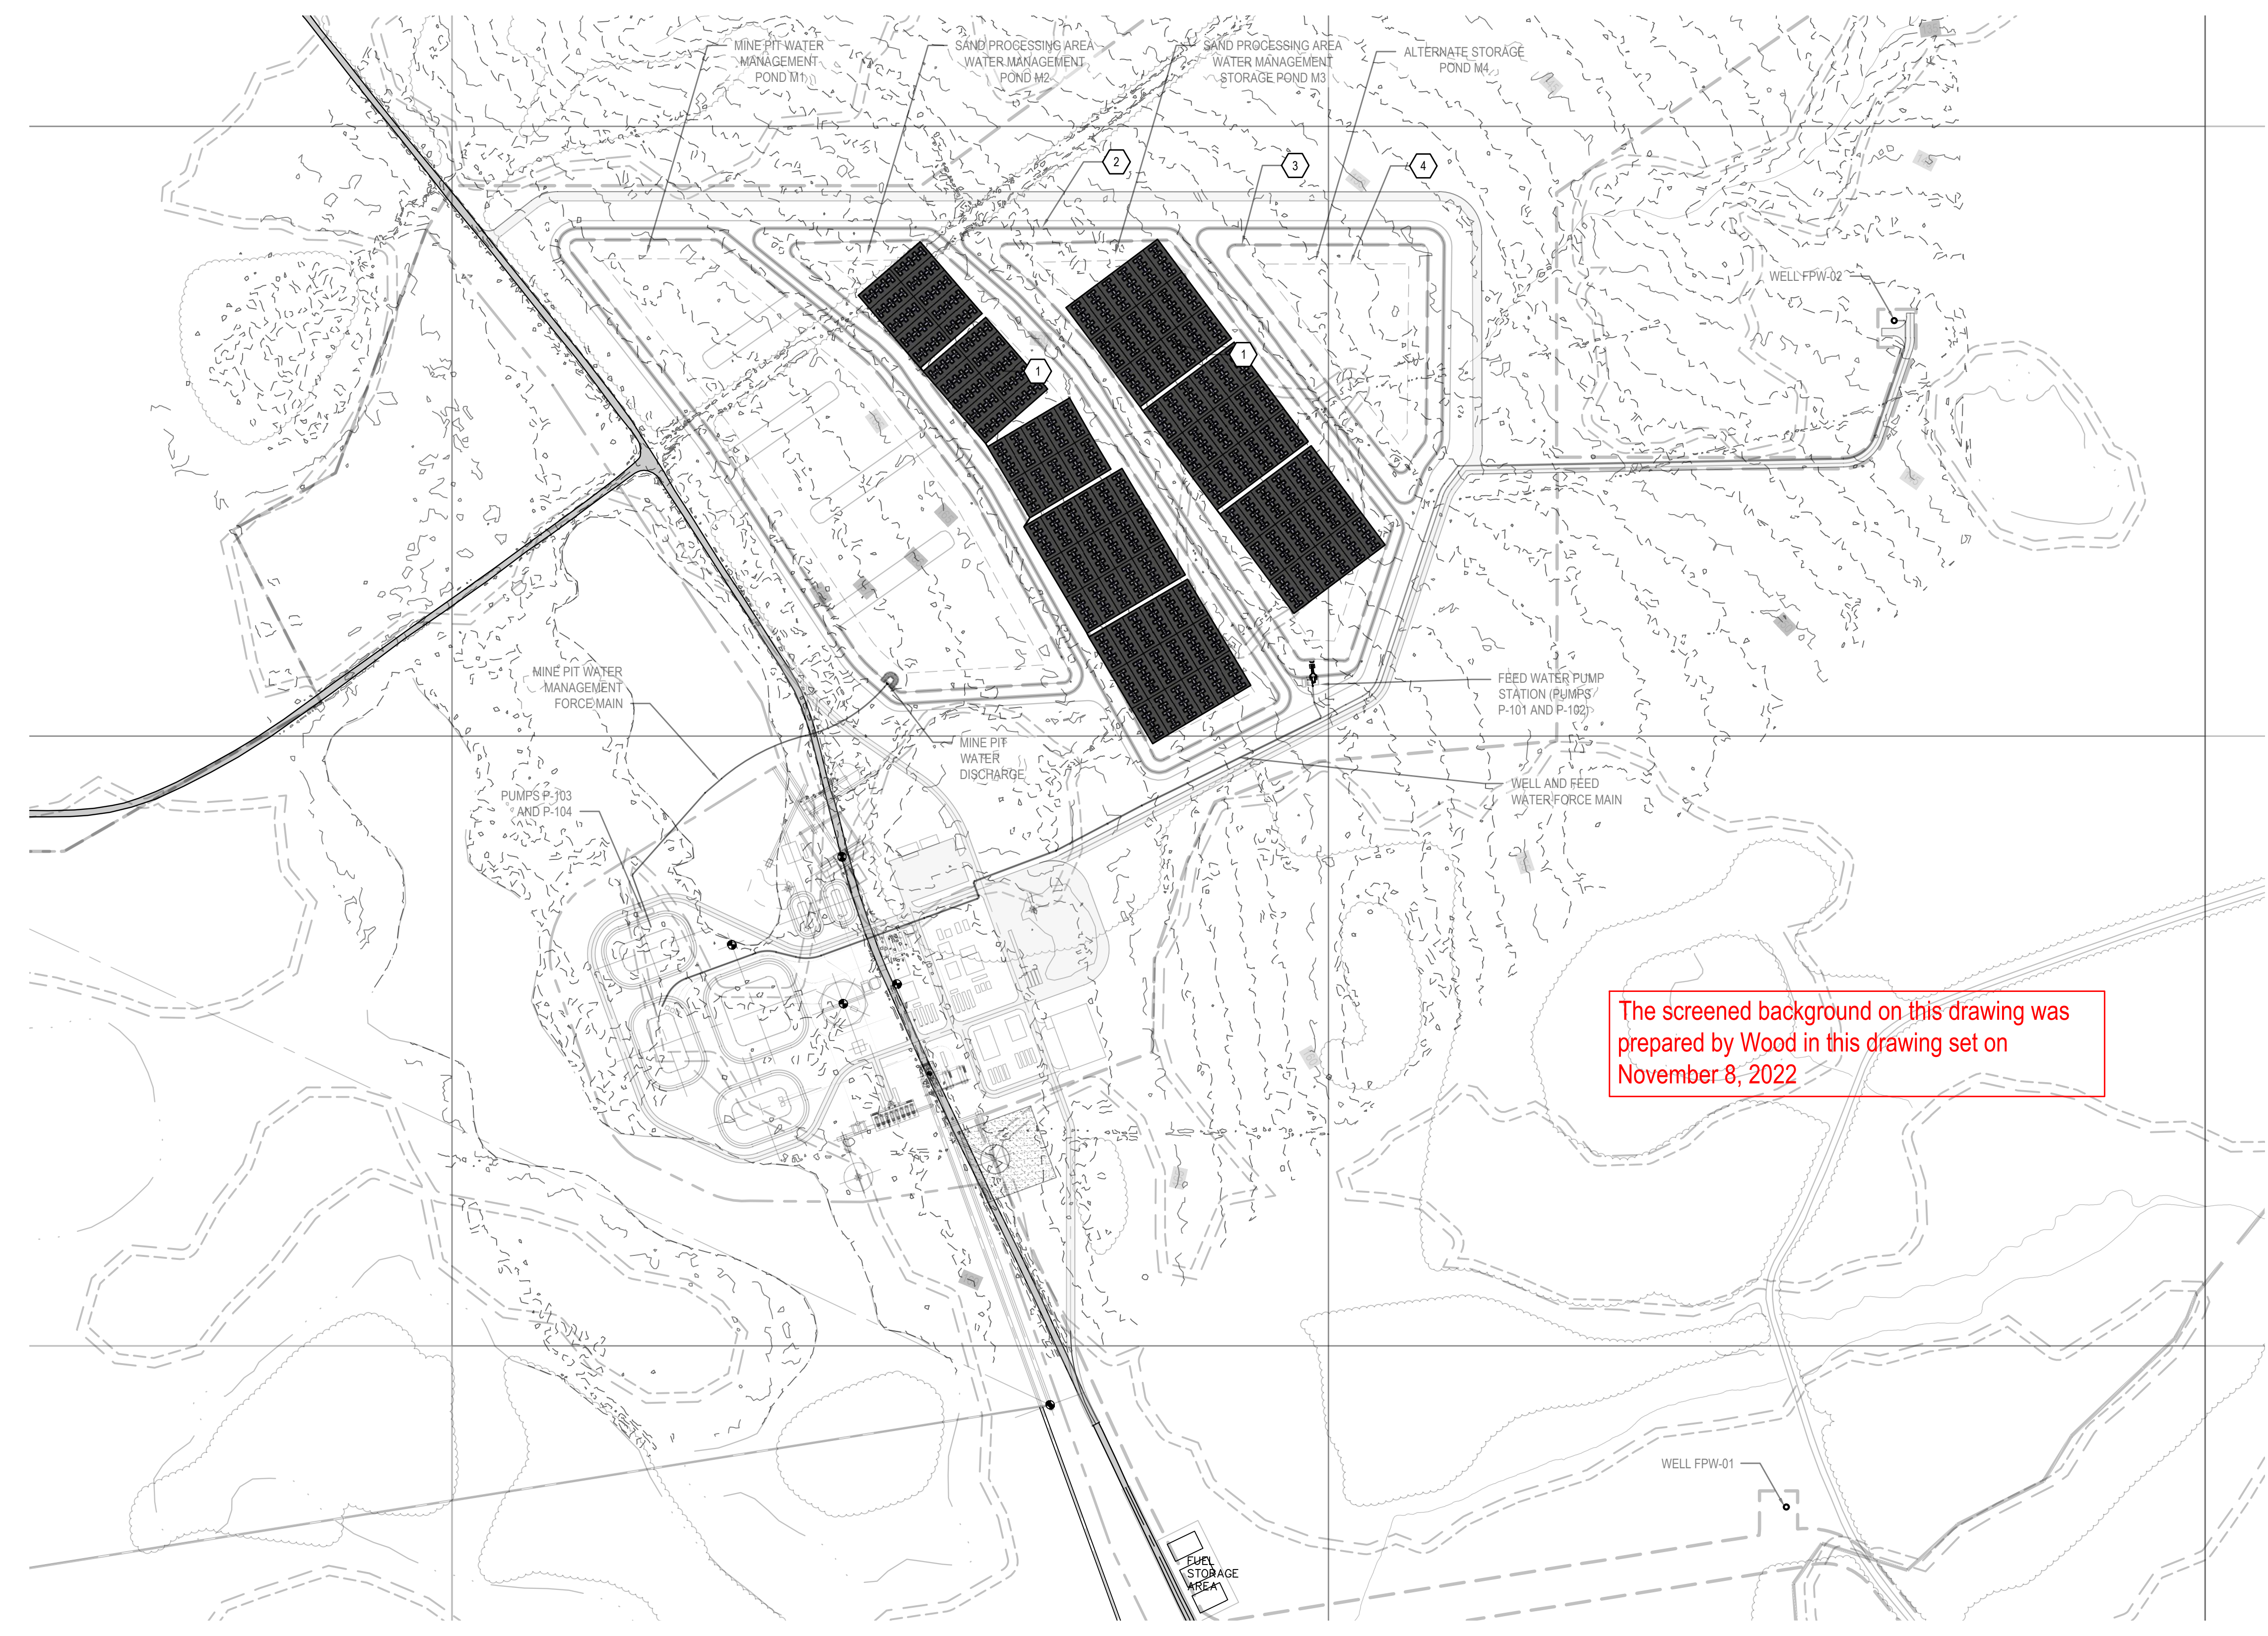 MINE PIT WATER
MANAGEMENT
POND M1
SAND PROCESSING AREA
WATER MANAGEMENT
POND M2
SAND PROCESSING AREA
WATER MANAGEMENT
STORAGE POND M3
ALTERNATE STORAGE
POND M4
2
3
4
WELL FPW-02
1
1
MINE PIT WATER
MANAGEMENT
FORCE MAIN
FEED WATER PUMP
STATION (PUMPS
P-101 AND P-102)
MINE PIT
WATER
DISCHARGE
WELL AND FEED
WATER FORCE MAIN
PUMPS P-103
AND P-104
The screened background on this drawing was
prepared by Wood in this drawing set on
November 8, 2022
WELL FPW-01
FUEL
STORAGE
AREA